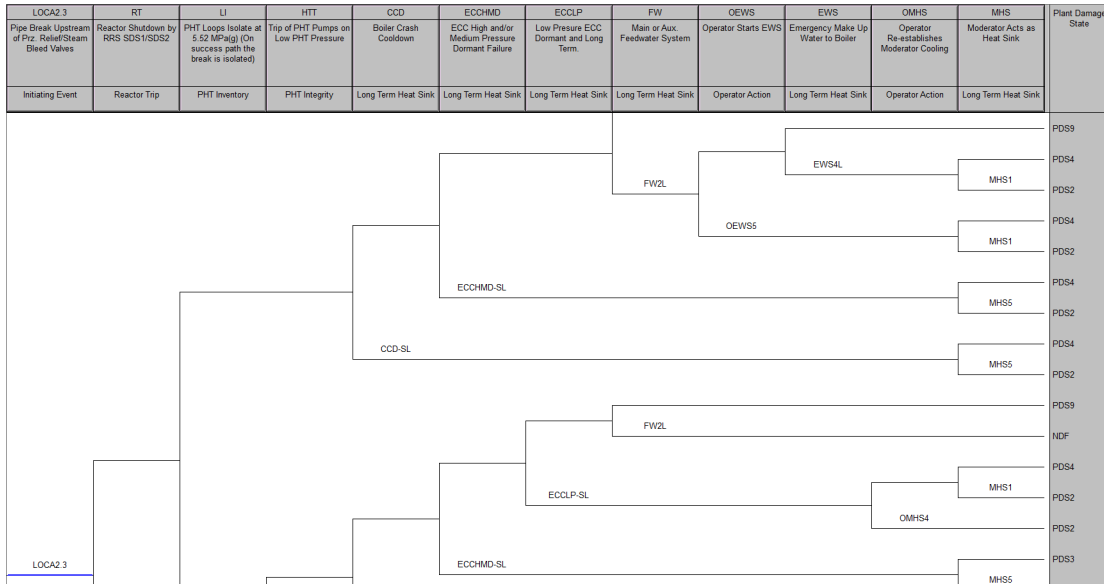 LOCA2.3 RT LI HTT CCD ECCHMD ECCLP FW OEWS EWS OMHS MHS Plant Damage State
Pipe Break Upstream of Prz. Relief/Steam Bleed Valves
Reactor Shutdown by RRS SDS1/SDS2
PHT Loops Isolate at 5.52 MPa(g) (On success path the break is isolated)
Trip of PHT Pumps on Low PHT Pressure
Boiler Crash Cooldown
ECC High and/or Medium Pressure Dormant Failure
Low Presure ECC Dormant and Long Term.
Main or Aux. Feedwater System
Operator Starts EWS
Emergency Make Up Water to Boiler
Operator Re-establishes Moderator Cooling
Moderator Acts as Heat Sink
Initiating Event Reactor Trip PHT Inventory PHT Integrity Long Term Heat Sink Long Term Heat Sink Long Term Heat Sink Long Term Heat Sink Operator Action Long Term Heat Sink Operator Action Long Term Heat Sink
PDS9
EWS4L PDS4
FW2L MHS1
PDS2
OEWS5 PDS4
MHS1
PDS2
ECCHMD-SL PDS4
MHS5
PDS2
CCD-SL PDS4
MHS5
PDS2
PDS9
FW2L
NDF
PDS4
ECCLP-SL MHS1
PDS2
OMHS4
PDS2
LOCA2.3 ECCHMD-SL PDS3
MHS5